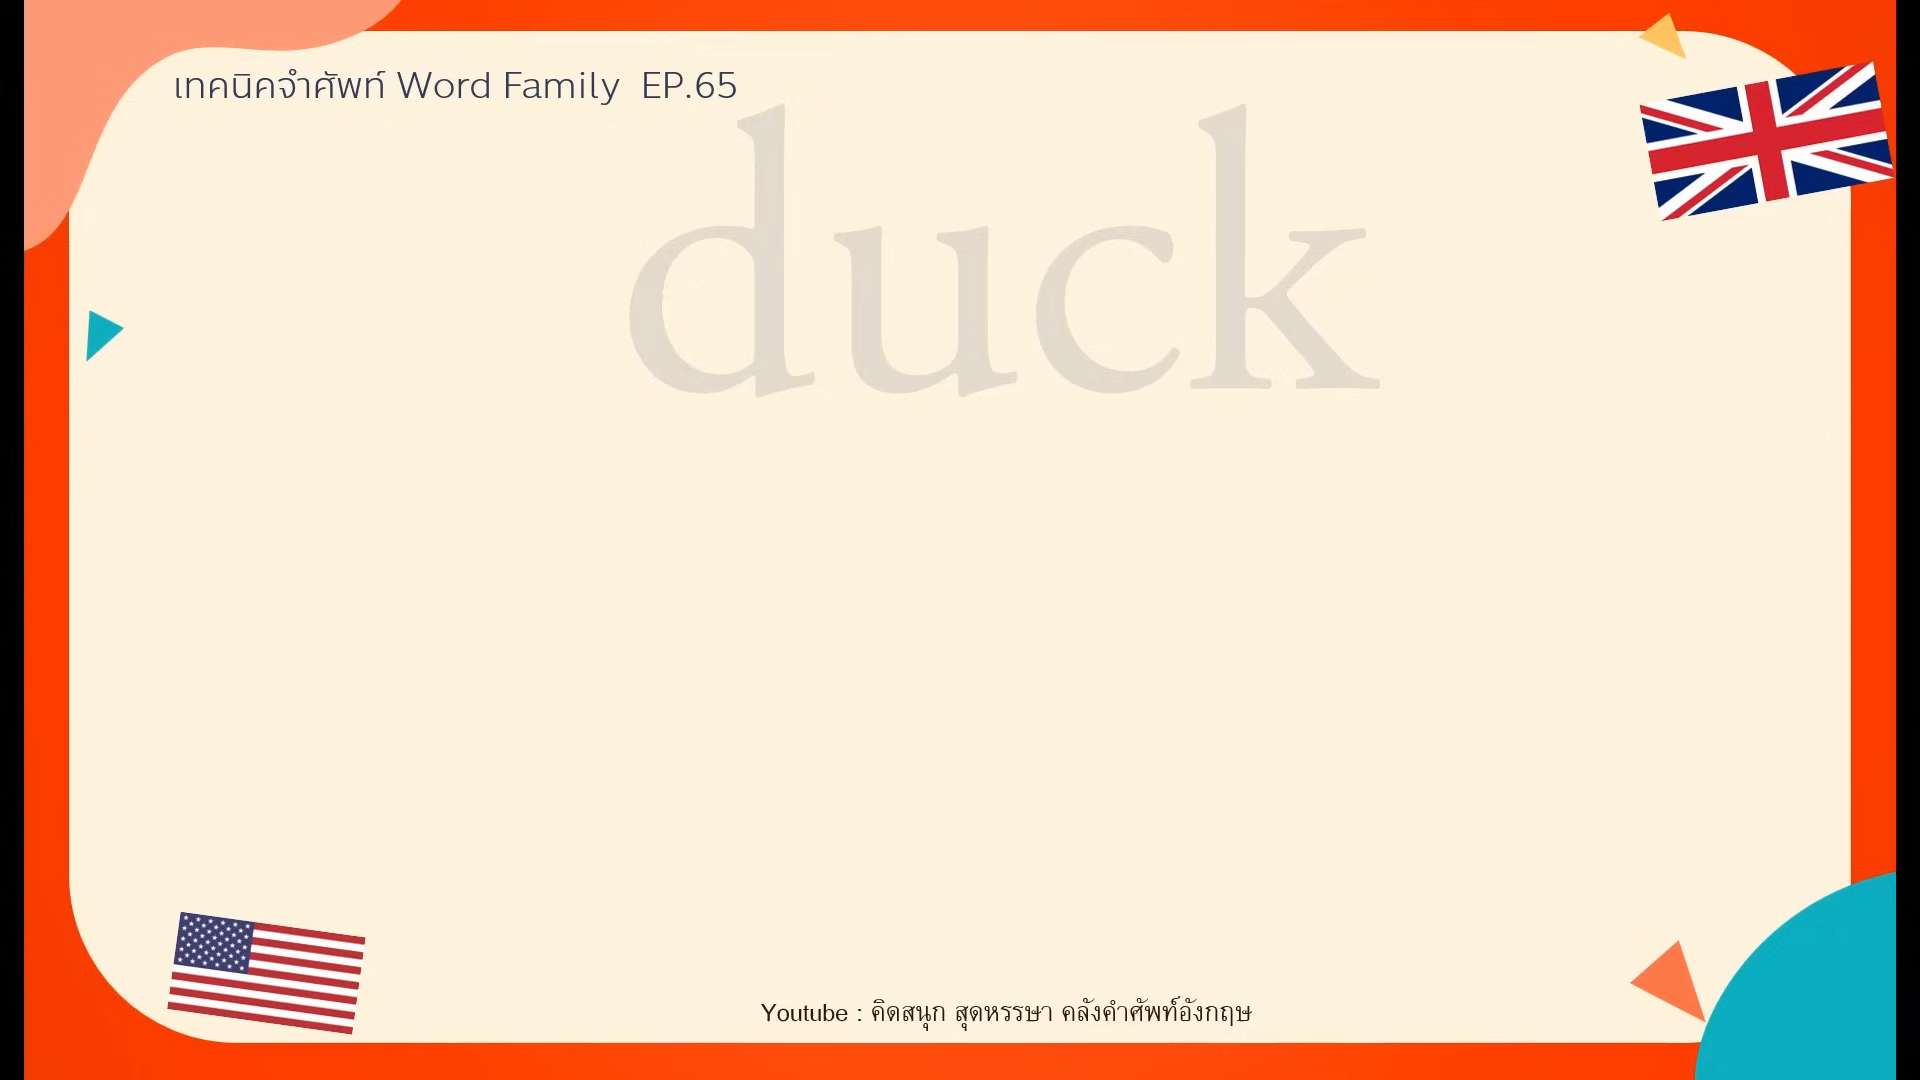 เทคนิคจำศัพท์ Word Family EP.65
duck
Youtube : คิดสนุก สุดหรรษา คลังคำศัพท์อังกฤษ